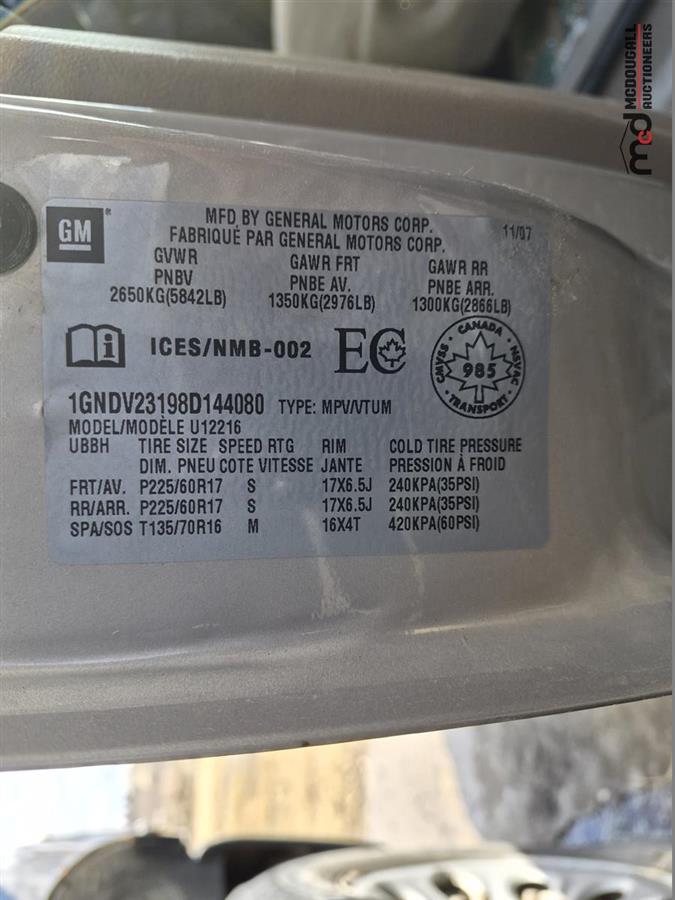 MCDOUGALL
AUCTIONEERS
mcd
GM
MFD BY GENERAL MOTORS CORP.
FABRIQUÉ PAR GENERAL MOTORS CORP.
11/07
GVWR GAWR FRT GAWR RR
PNBV PNBE AV. PNBE ARR.
2650KG(5842LB) 1350KG(2976LB) 1300KG(2866LB)
i ICES/NMB-002 EC
CANADA
CMVSS 985 NSVAC
TRANSPORT
1GNDV23198D144080 TYPE: MPV/VTUM
MODEL/MODÈLE U12216
UBBH TIRE SIZE SPEED RTG RIM COLD TIRE PRESSURE
DIM. PNEU COTE VITESSE JANTE PRESSION À FROID
FRT/AV. P225/60R17 S 17X6.5J 240KPA(35PSI)
RR/ARR. P225/60R17 S 17X6.5J 240KPA(35PSI)
SPA/SOS T135/70R16 M 16X4T 420KPA(60PSI)